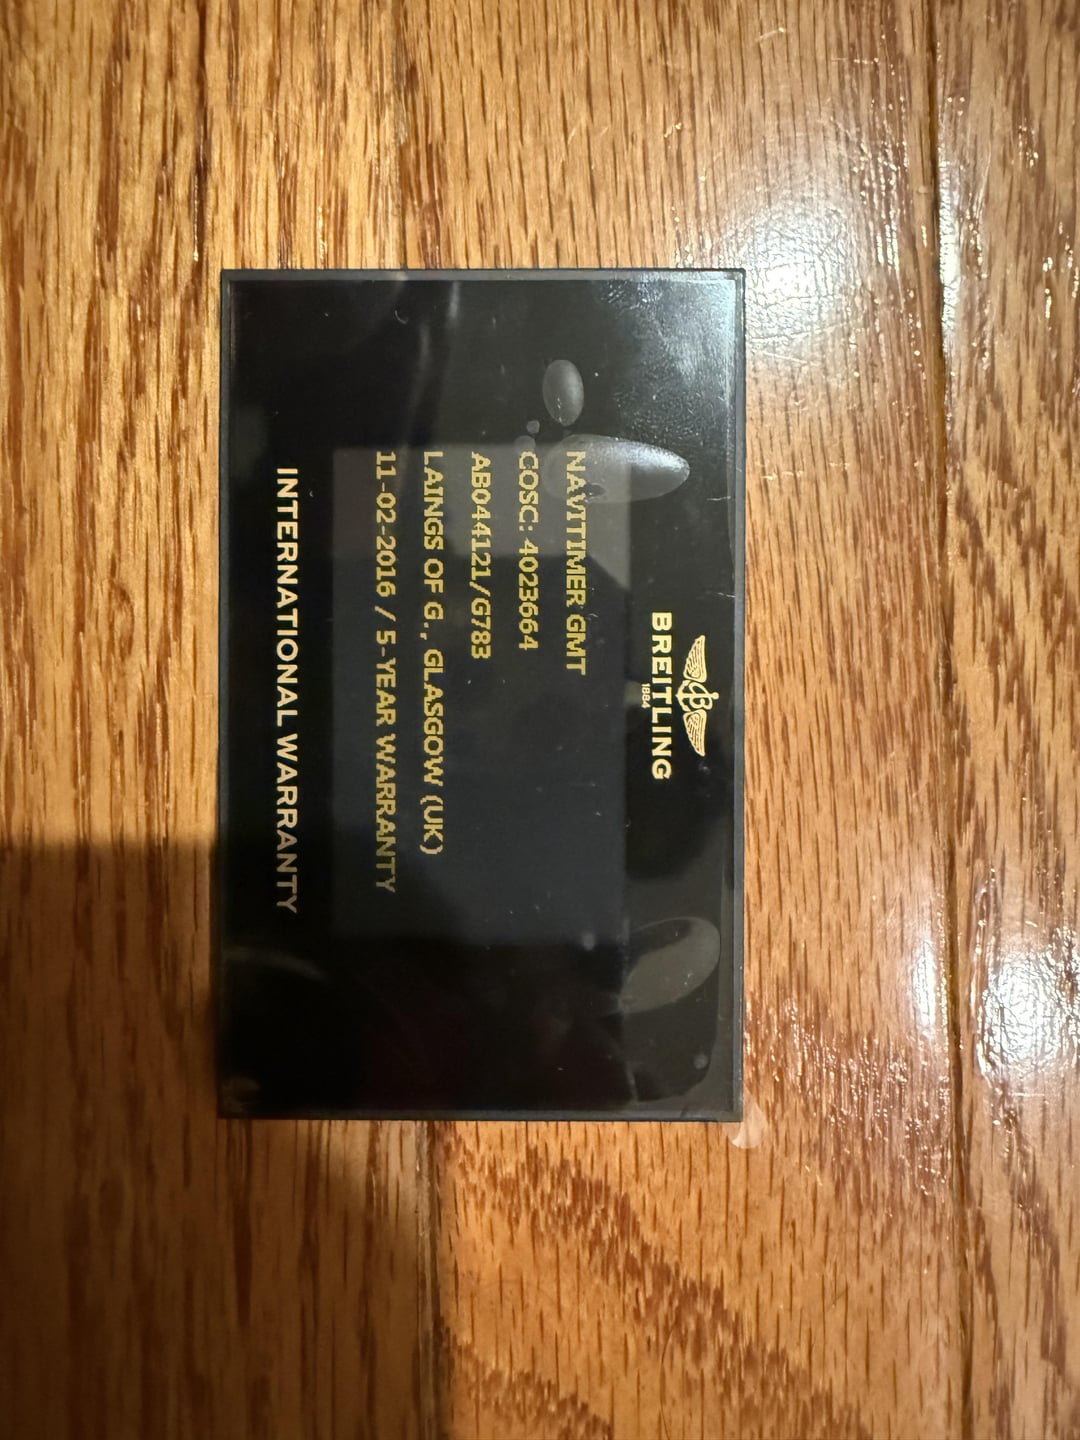 BREITLING
1884
NAVITIMER GMT
COSC: 4023664
AB044121/G783
LAINGS OF G., GLASGOW (UK)
11-02-2016 / 5-YEAR WARRANTY
INTERNATIONAL WARRANTY